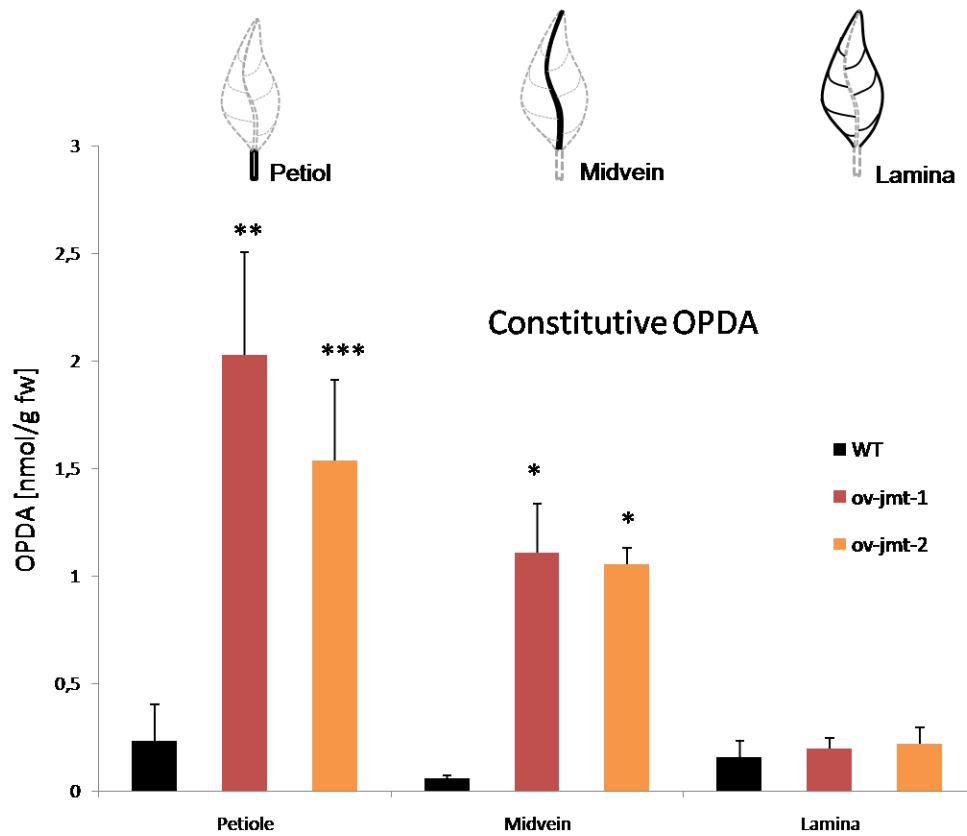 Petiol
Midvein
Lamina
3
2,5
2
1,5
1
0,5
0
OPDA [nmol/g fw]
**
***
*
*
Constitutive OPDA
WT
ov-jmt-1
ov-jmt-2
Petiole
Midvein
Lamina